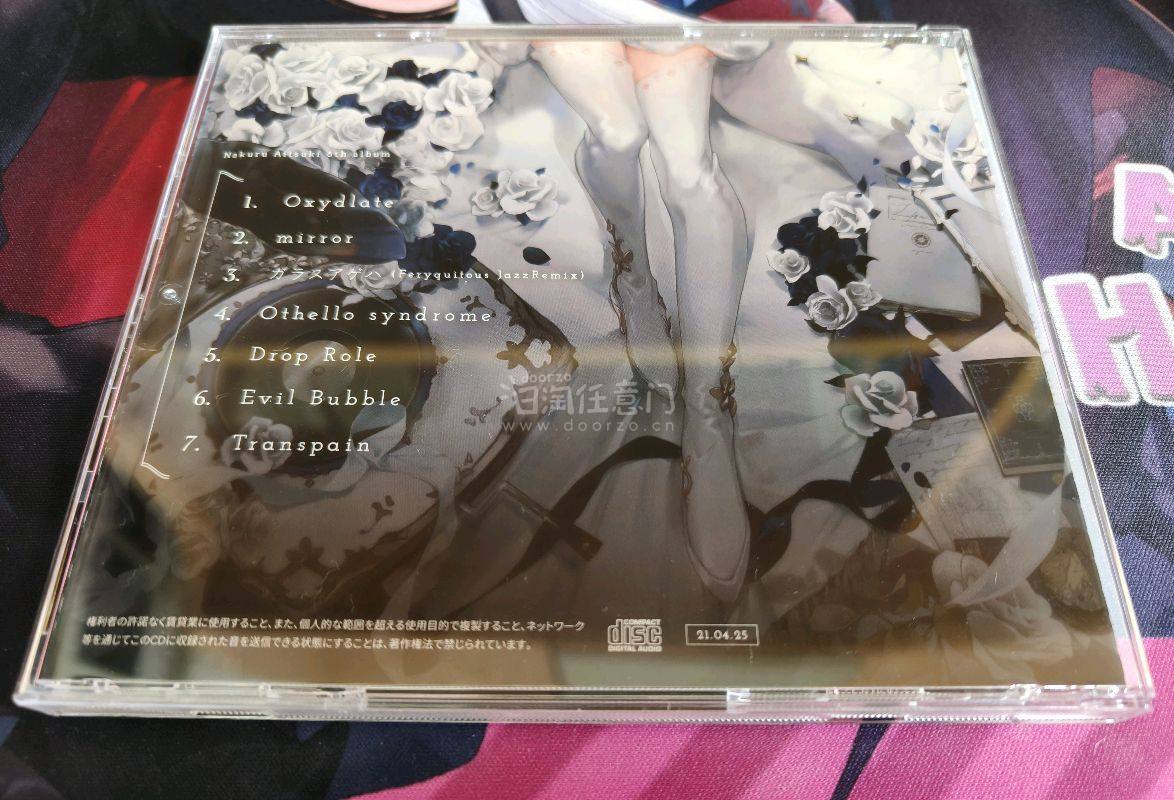 Nakuru Aitsuki 6th album
1. Oxydlate
2. mirror
3. ガラスアゲハ (Feryquitous JazzRemix)
4. Othello syndrome
5. Drop Role
6. Evil Bubble
7. Transpain
doorzo
汨淘任意门
www.doorzo.cn
権利者の許諾なく賃貸業に使用すること、また、個人的な範囲を超える使用目的で複製すること、ネットワーク
等を通じてこのCDに収録された音を送信できる状態にすることは、著作権法で禁じられています。
COMPACT
disc
DIGITAL AUDIO
21.04.25
H